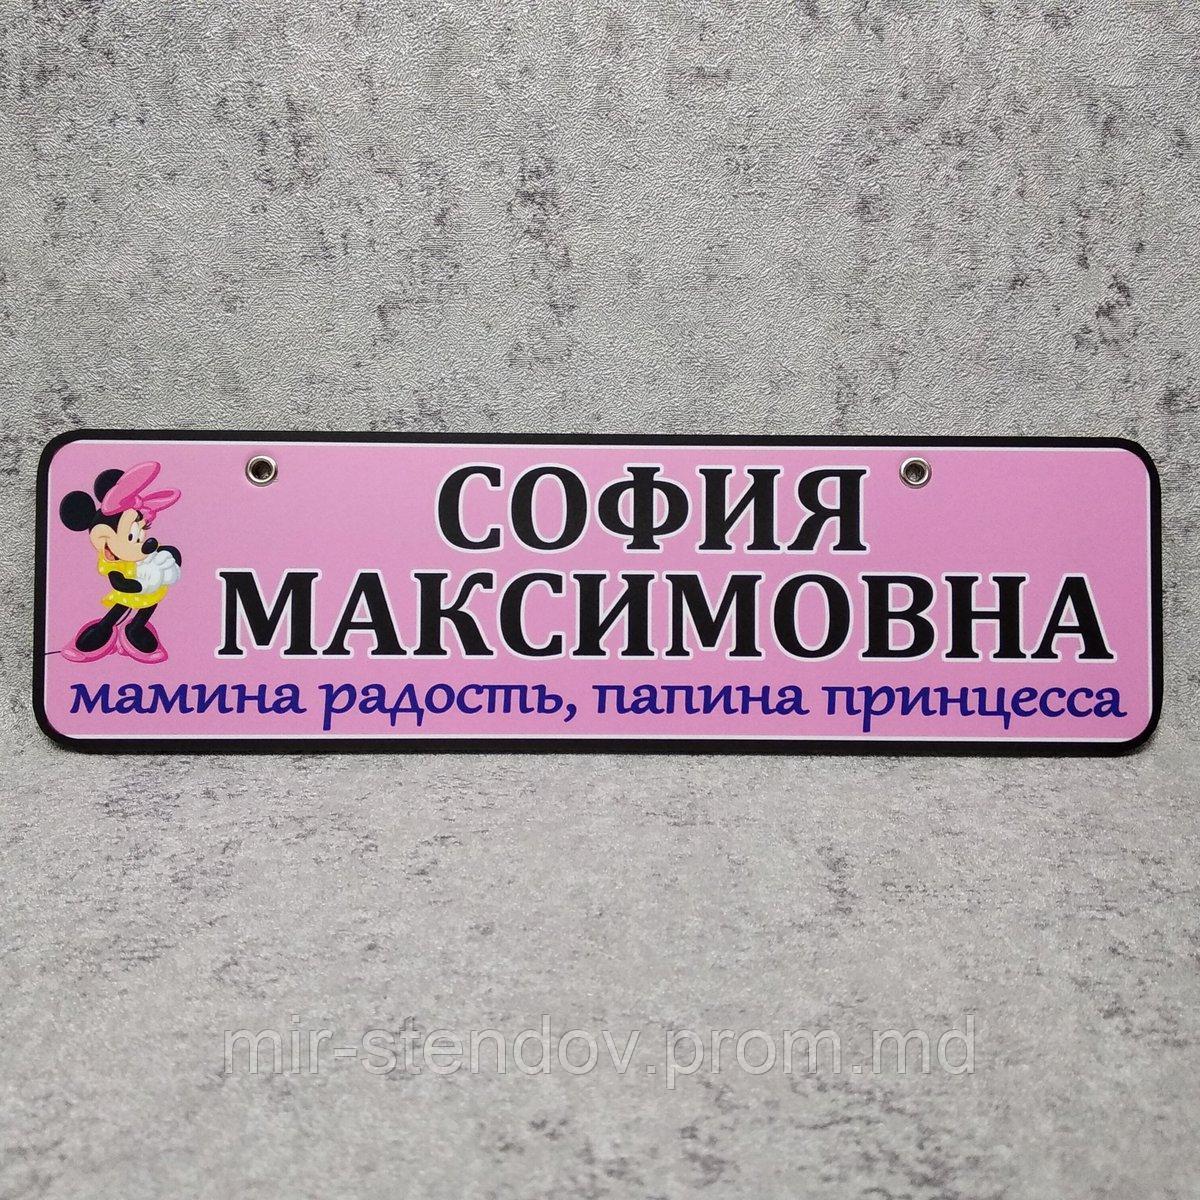 СОФИЯ
МАКСИМОВНА
мамина радость, папина принцесса
mir-stendov.prom.md